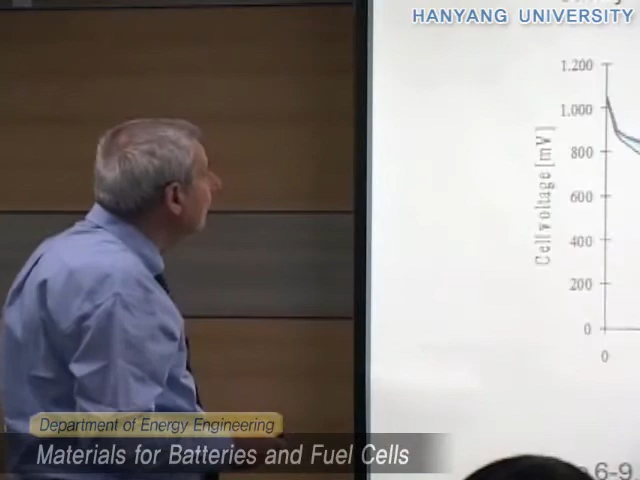 HANYANG UNIVERSITY
1.200
1.000
800
600
400
200
0
0
Cell voltage [mV]
Department of Energy Engineering
Materials for Batteries and Fuel Cells
6-9